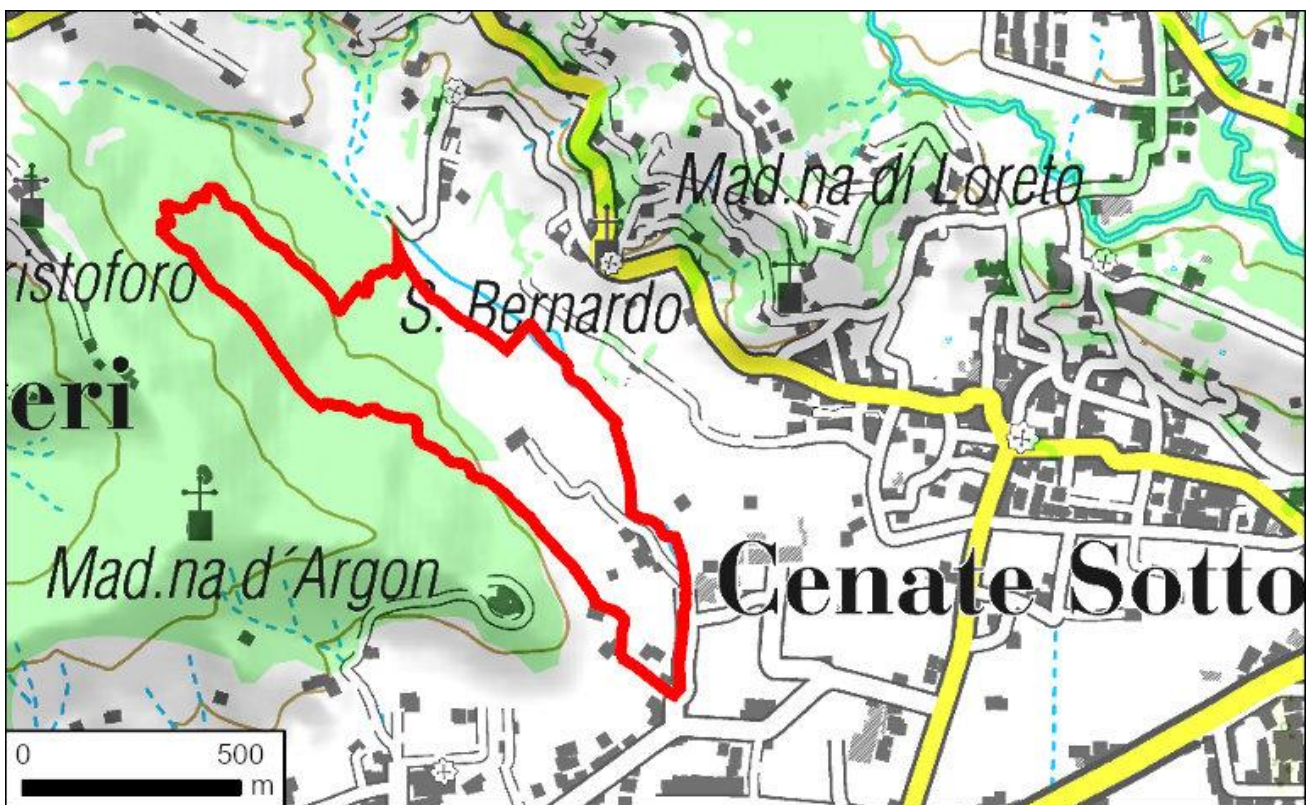 Mad.na di Loreto
ristoforo
S. Bernardo
eri
Mad.na d´Argon
Cenate Sotto
0 500
m